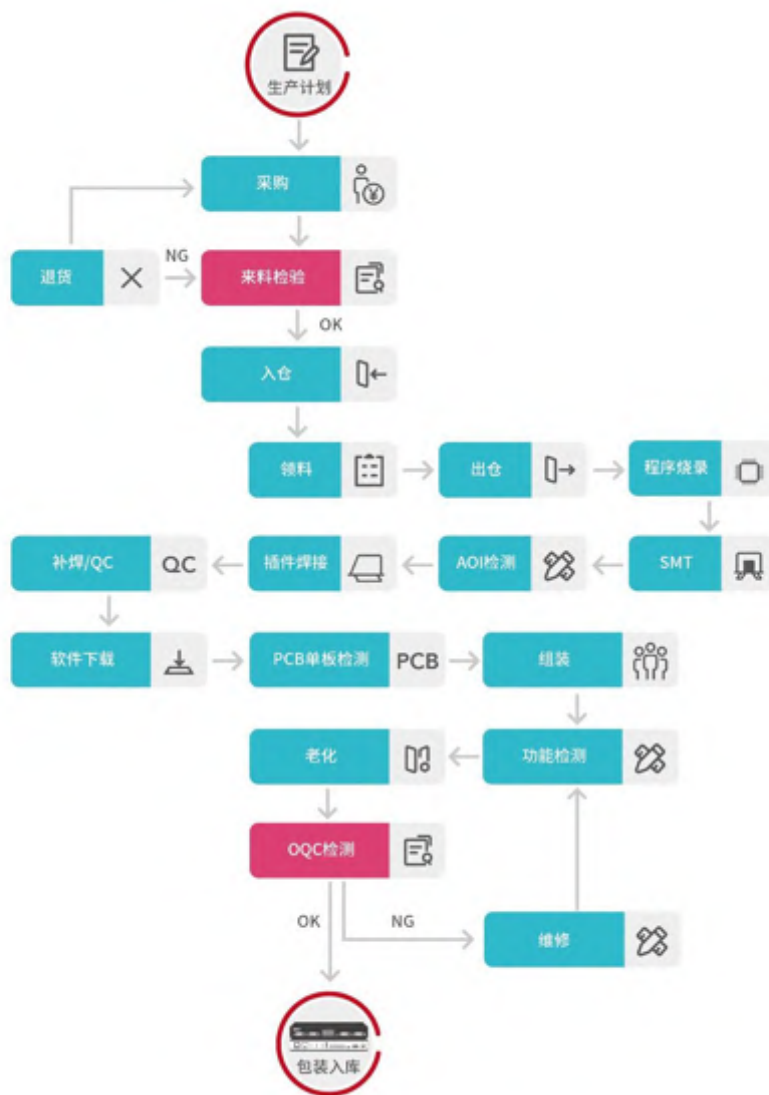 生产计划
采购
退货
NG
来料检验
OK
入仓
领料
出仓
程序烧录
补焊/QC
QC
插件焊接
AOI检测
SMT
软件下载
PCB单板检测
PCB
组装
老化
功能检测
OQC检测
OK
NG
维修
包装入库